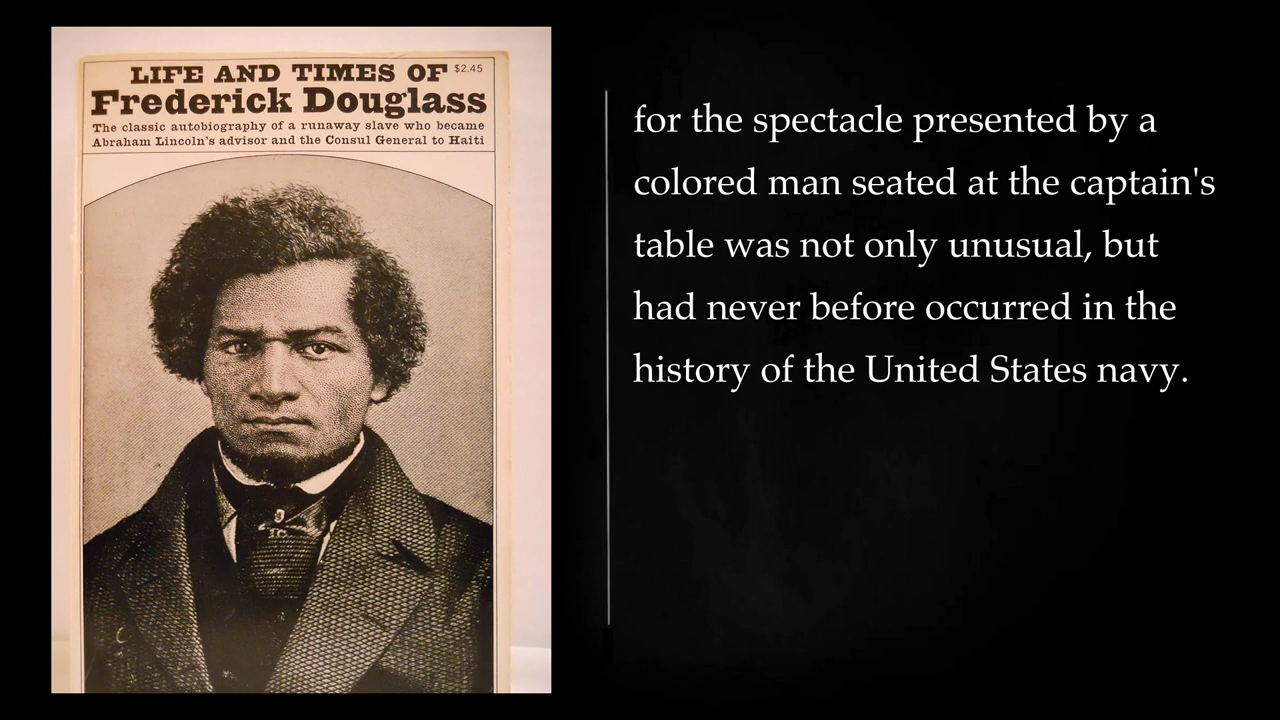 LIFE AND TIMES OF $2.45
Frederick Douglass
The classic autobiography of a runaway slave who became
Abraham Lincoln's advisor and the Consul General to Haiti
for the spectacle presented by a
colored man seated at the captain's
table was not only unusual, but
had never before occurred in the
history of the United States navy.